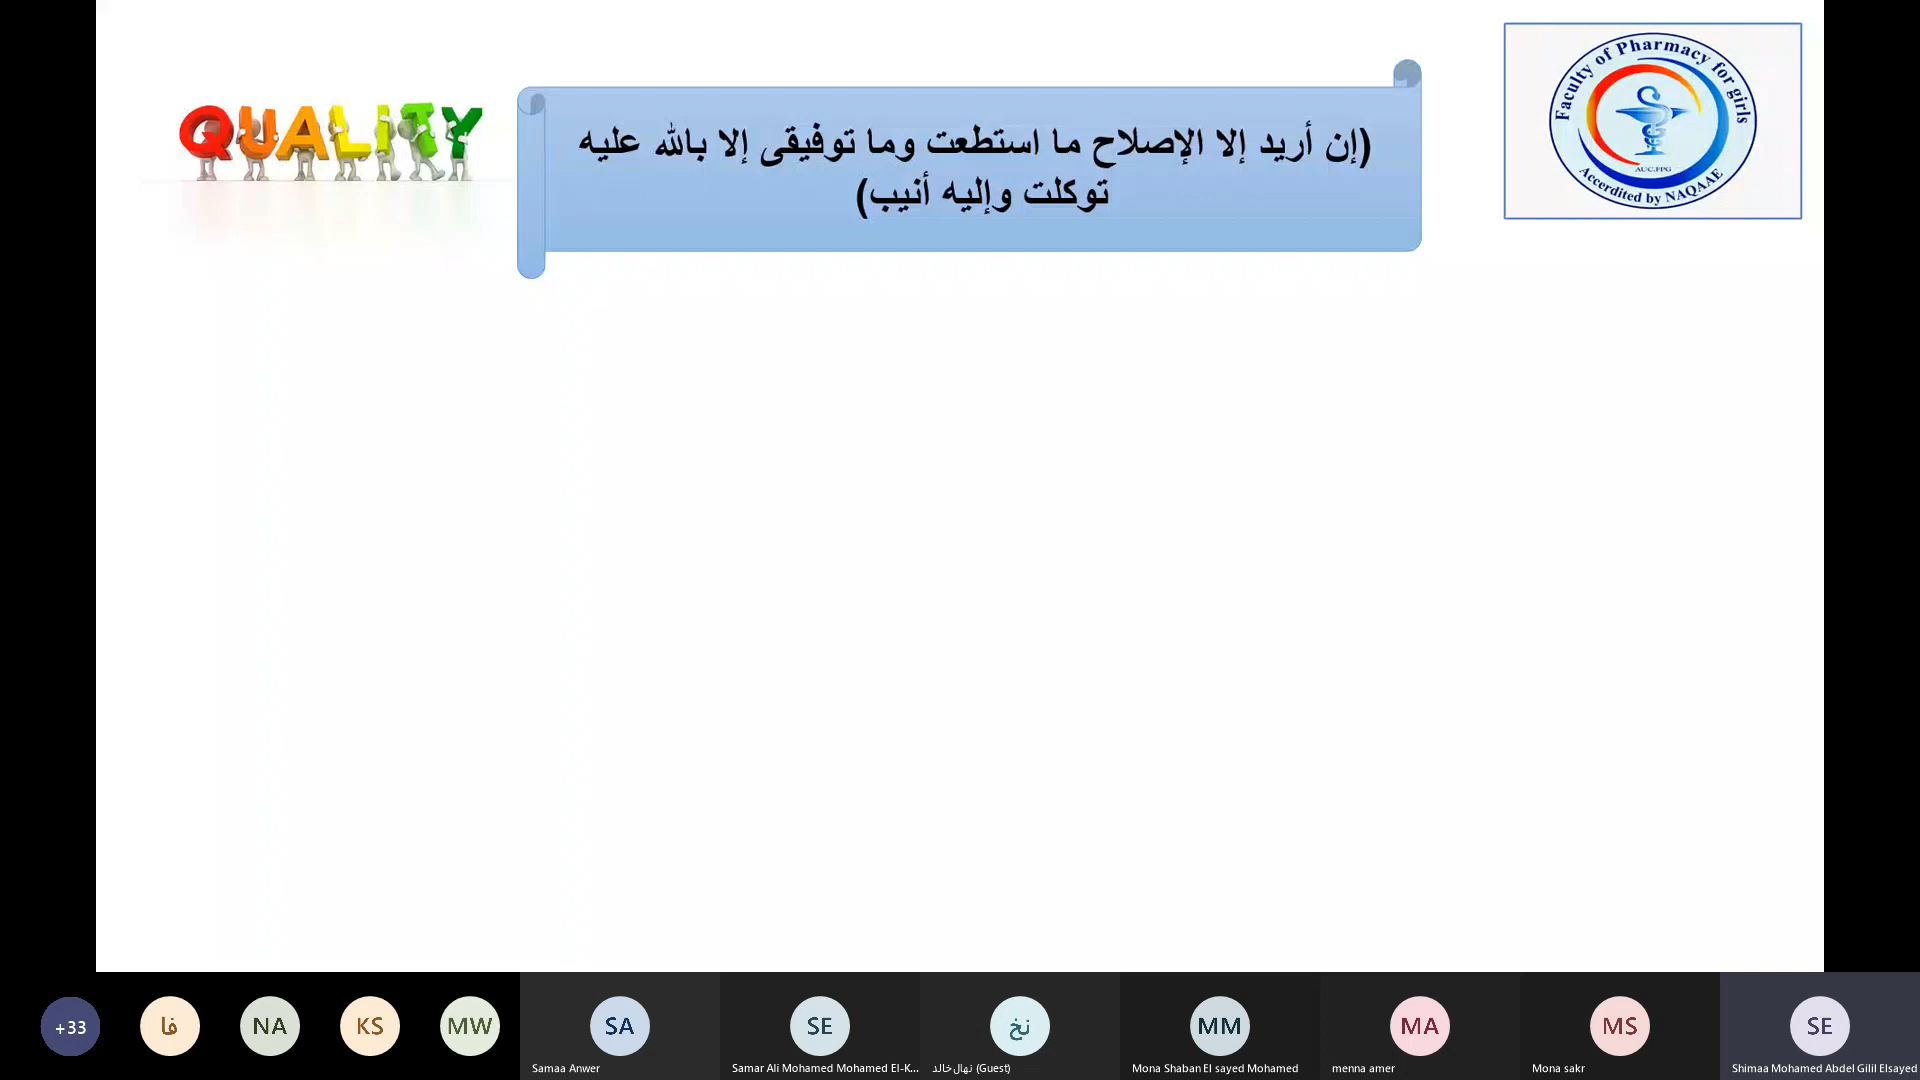 QUALITY
(إن أريد إلا الإصلاح ما استطعت وما توفيقى إلا بالله عليه
توكلت وإليه أنيب)
Faculty of Pharmacy for girls
AUC.FPG
Accerdited by NAQAAE
+33
فا
NA
KS
MW
SA
SE
نخ
MM
MA
MS
SE
Samaa Anwer
Samar Ali Mohamed Mohamed El-K...
نهال خالد (Guest)
Mona Shaban El sayed Mohamed
menna amer
Mona sakr
Shimaa Mohamed Abdel Gilil Elsayed